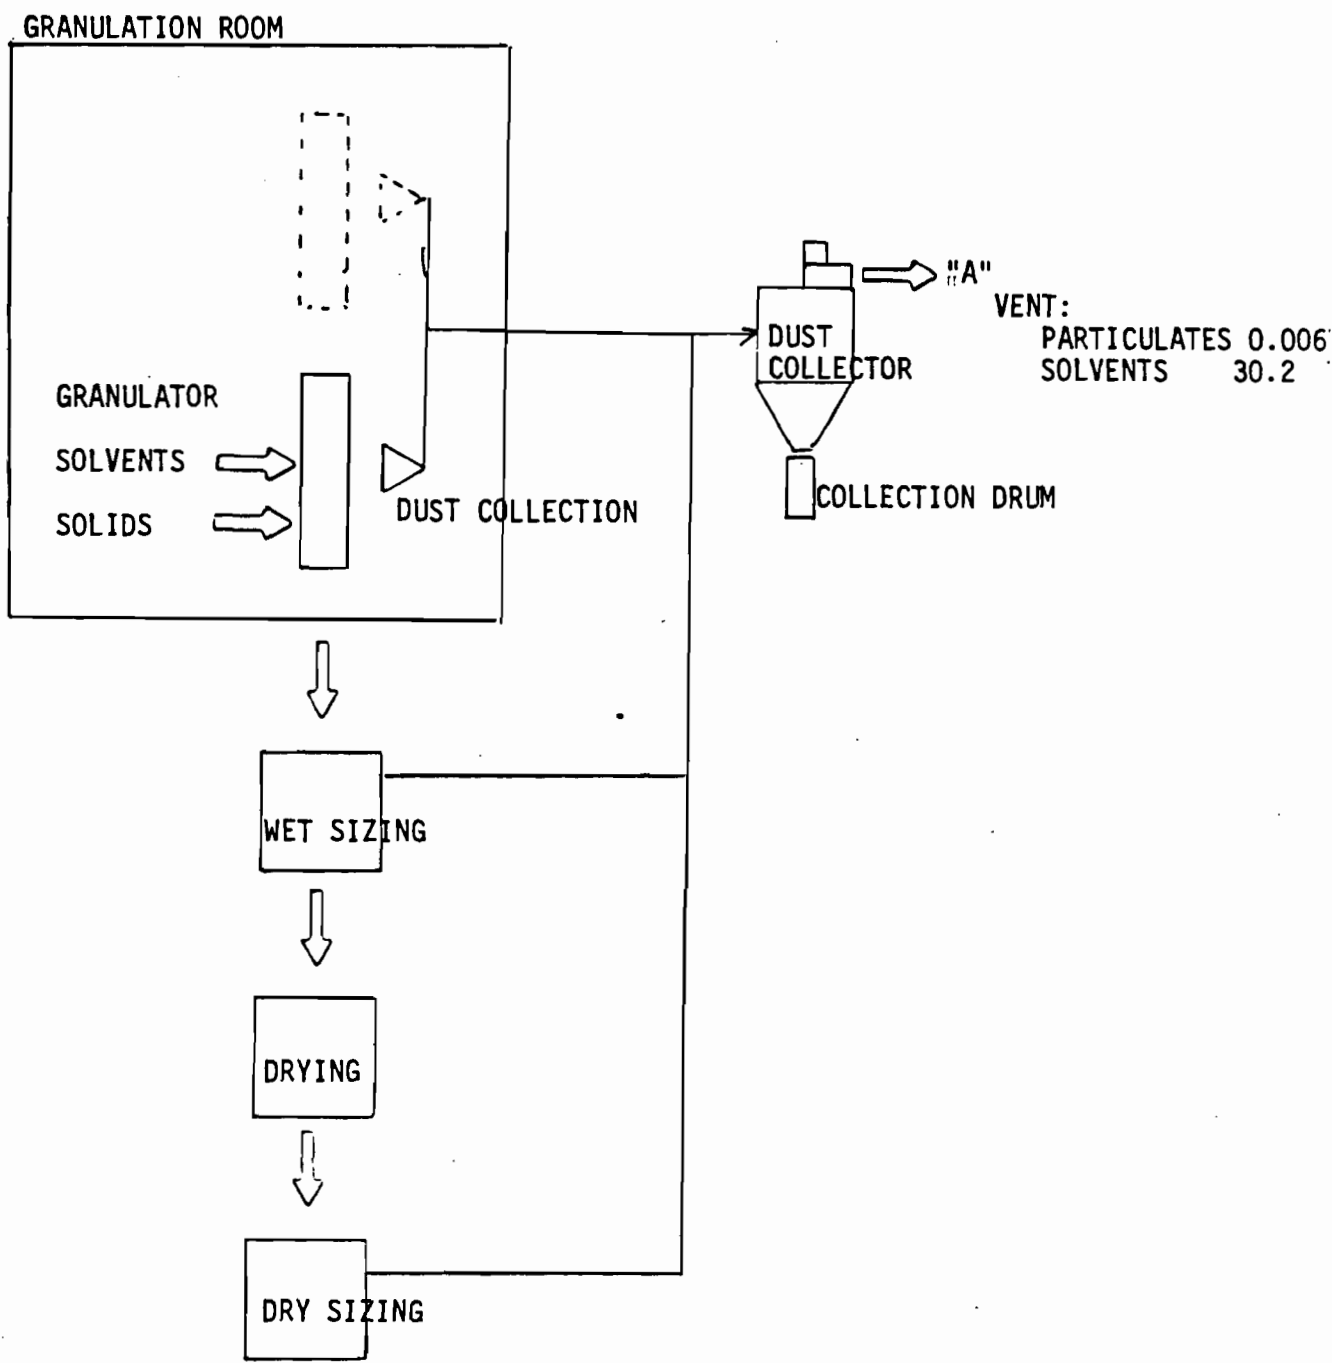 GRANULATION ROOM
"A"
VENT:
PARTICULATES 0.006
SOLVENTS 30.2
DUST
COLLECTOR
GRANULATOR
SOLVENTS
SOLIDS
DUST COLLECTION
COLLECTION DRUM
WET SIZING
DRYING
DRY SIZING